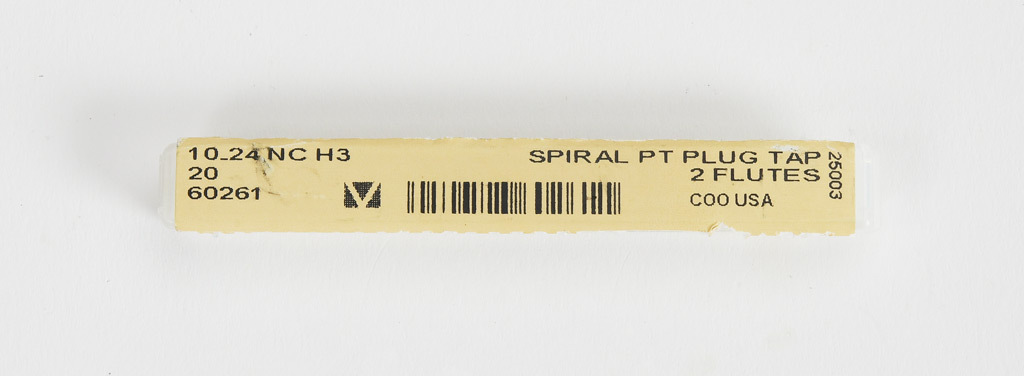 10-24 NC H3
20
60261
SPIRAL PT PLUG TAP
2 FLUTES
COO USA
25003